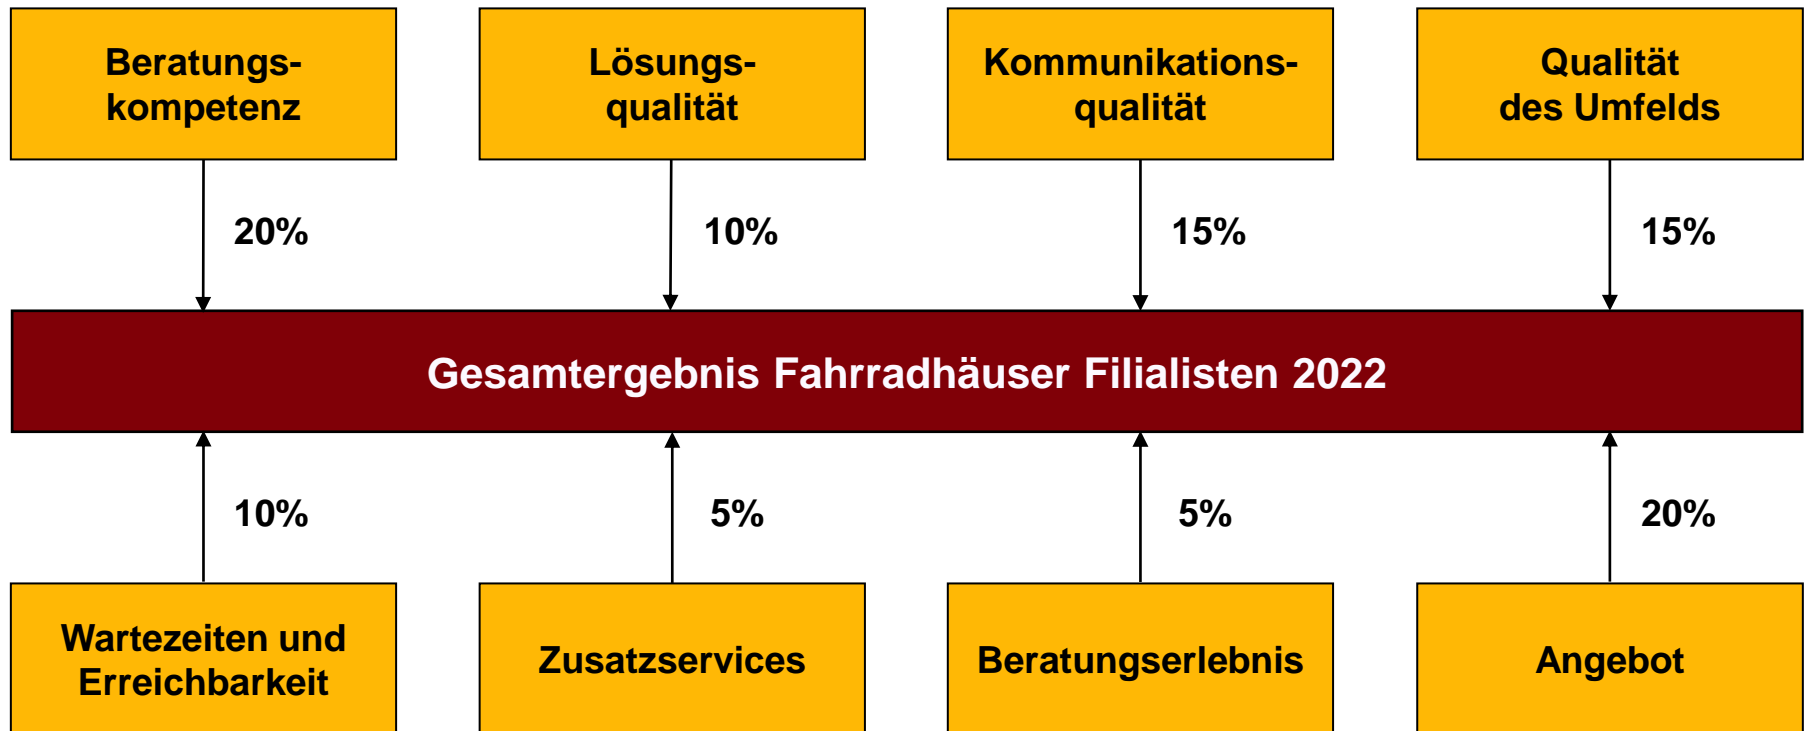 Beratungs-
kompetenz
Lösungs-
qualität
Kommunikations-
qualität
Qualität
des Umfelds
20%
10%
15%
15%
Gesamtergebnis Fahrradhäuser Filialisten 2022
10%
5%
5%
20%
Wartezeiten und
Erreichbarkeit
Zusatzservices
Beratungserlebnis
Angebot